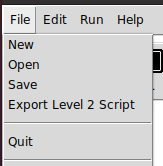 File Edit Run Help
New
Open
Save
Export Level 2 Script
Quit